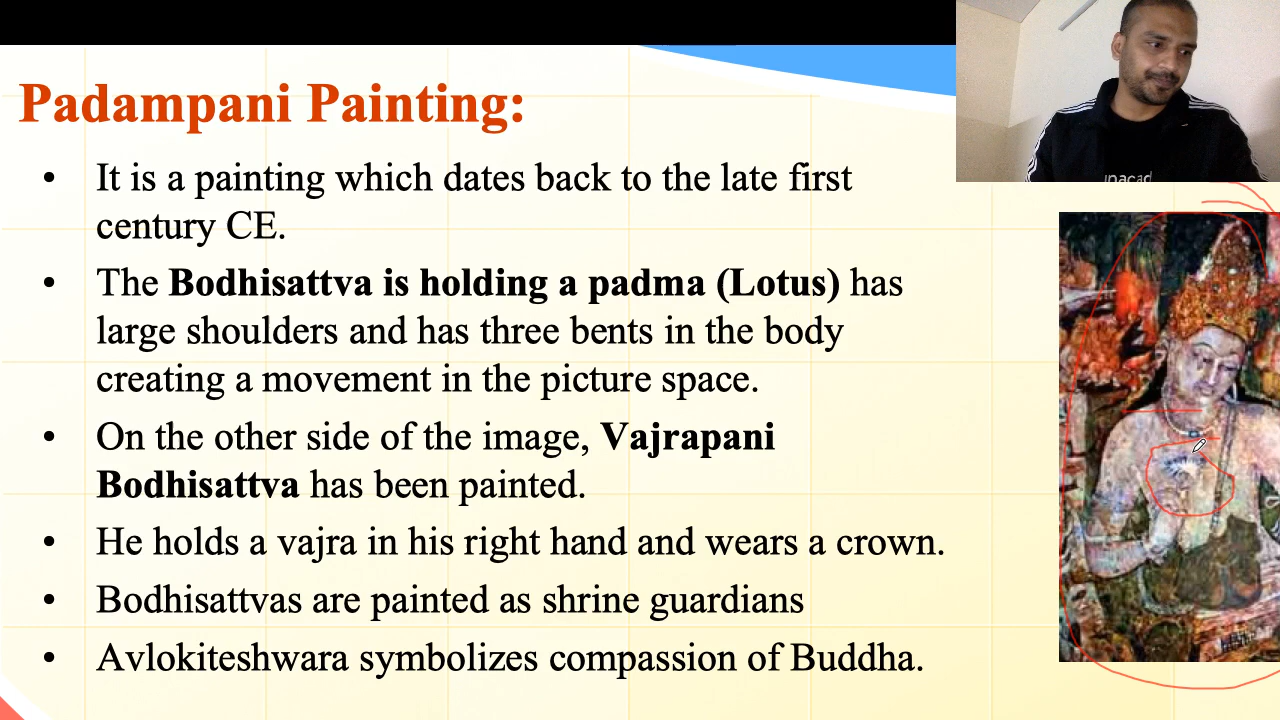 Padampani Painting:
• It is a painting which dates back to the late first
century CE.
• The Bodhisattva is holding a padma (Lotus) has
large shoulders and has three bents in the body
creating a movement in the picture space.
• On the other side of the image, Vajrapani
Bodhisattva has been painted.
• He holds a vajra in his right hand and wears a crown.
• Bodhisattvas are painted as shrine guardians
• Avlokiteshwara symbolizes compassion of Buddha.